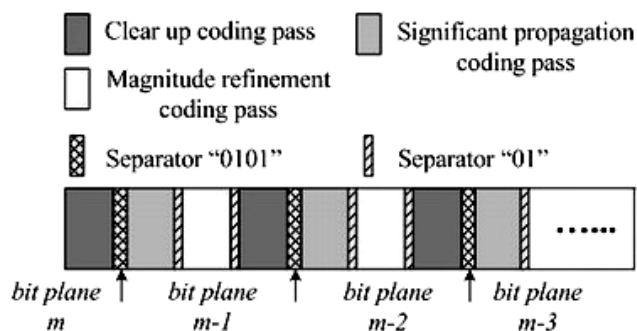 Clear up coding pass
Significant propagation
coding pass
Magnitude refinement
coding pass
Separator “0101”
Separator “01”
......
bit plane
m
bit plane
m-1
bit plane
m-2
bit plane
m-3